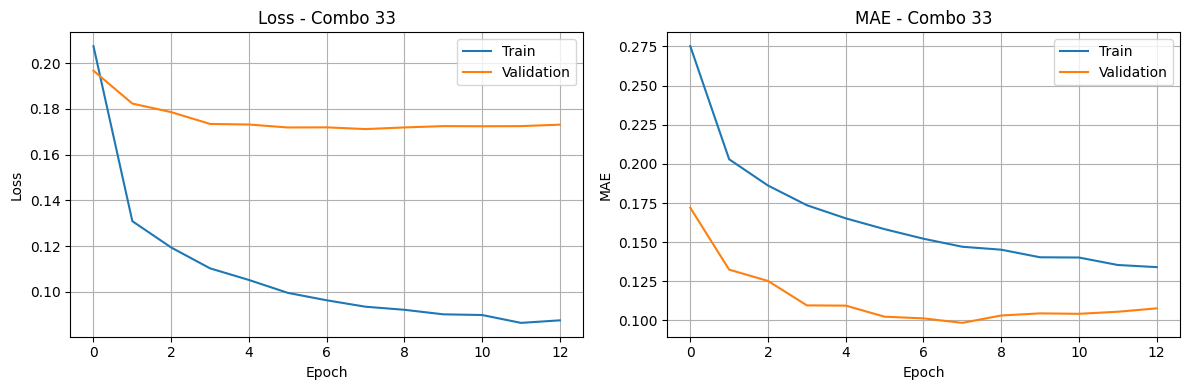 Loss - Combo 33
Train
Validation
0.20
0.18
0.16
0.14
0.12
0.10
Loss
0 2 4 6 8 10 12
Epoch
MAE - Combo 33
Train
Validation
0.275
0.250
0.225
0.200
0.175
0.150
0.125
0.100
MAE
0 2 4 6 8 10 12
Epoch